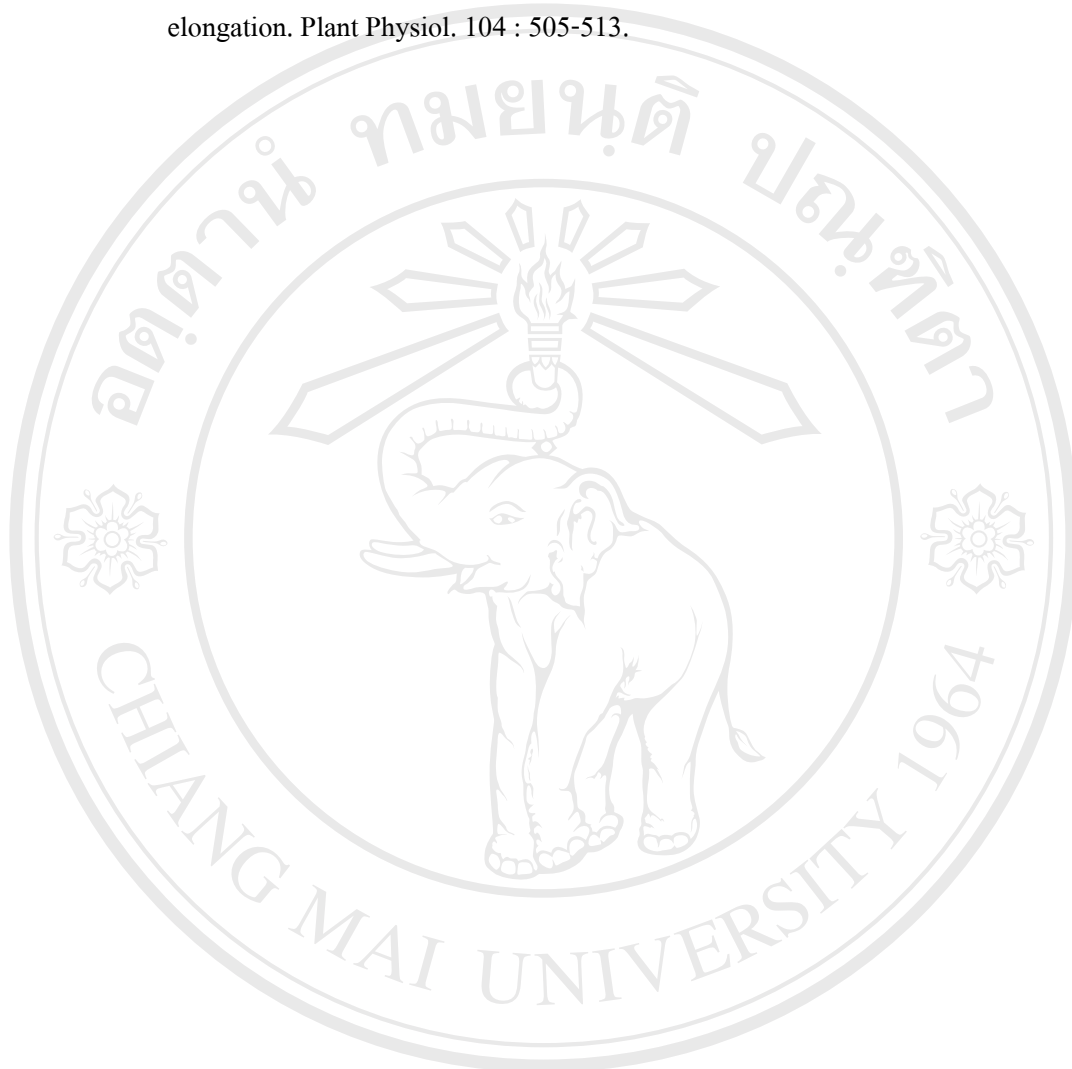 elongation. Plant Physiol. 104 : 505-513.
อตฺตานํ ทมยนฺติ ปณฺฑิตา
CHIANG MAI UNIVERSITY 1964